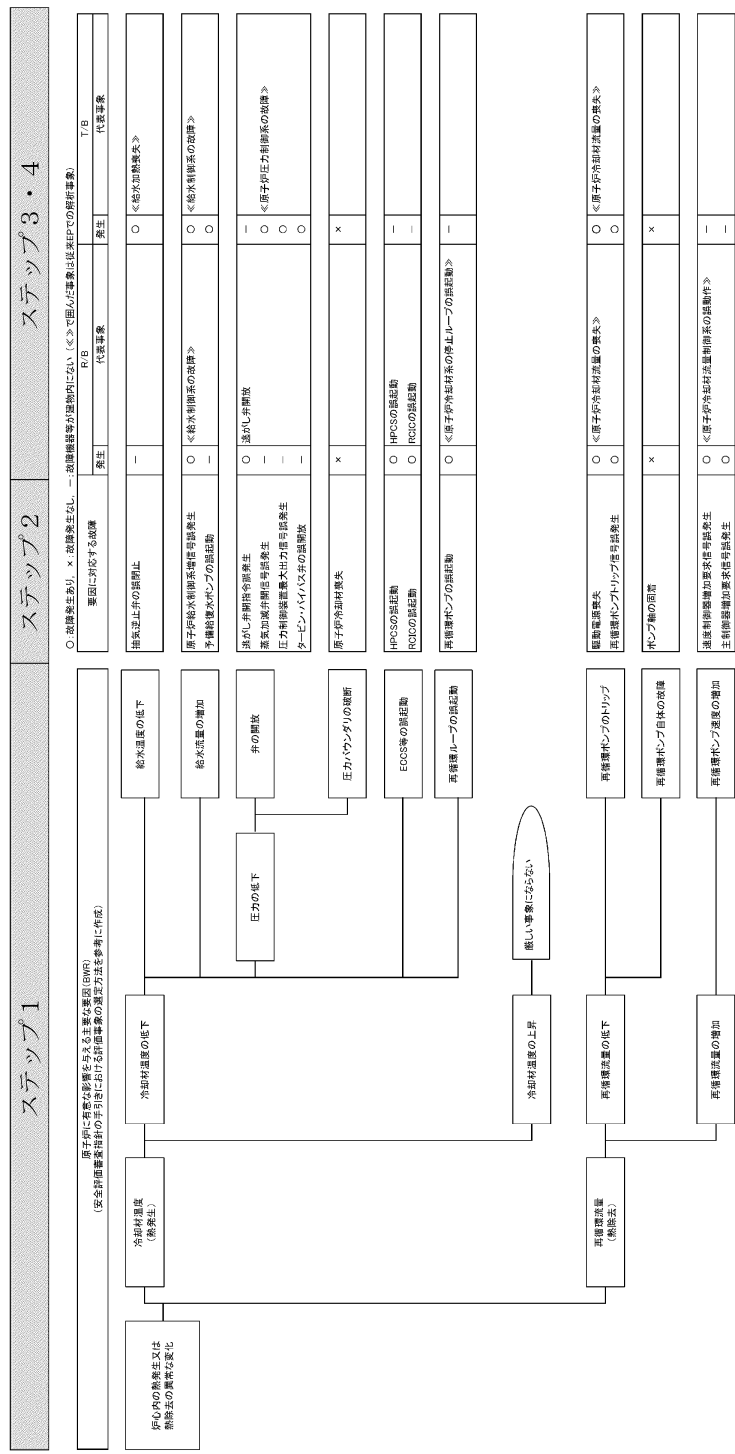 ステップ1
ステップ2
ステップ3・4
原子炉に有意な影響を与える主要な要因(BWR)
(安全評価審査指針の手引きにおける評価事象の選定方法を参考に作成)
○:故障発生あり, ×:故障発生なし, －:故障機器等が建物内にない (≪ ≫で囲んだ事象は従来EPでの解析事象)
要因に対応する故障
R/B
T/B
発生
代表事象
発生
代表事象
炉心内の熱発生又は
熱除去の異常な変化
冷却材温度
(熱発生)
冷却材温度の低下
給水温度の低下
抽気逆止弁の誤閉止
－
○
≪給水加熱喪失≫
給水流量の増加
原子炉給水制御系増信号誤発生
○
≪給水制御系の故障≫
○
≪給水制御系の故障≫
予備給復水ポンプの誤起動
－
○
圧力の低下
弁の開放
逃がし弁開指令誤発生
○
逃がし弁開放
－
蒸気加減弁開信号誤発生
－
○
≪原子炉圧力制御系の故障≫
圧力制御装置最大出力信号誤発生
－
○
タービン・バイパス弁の誤開放
－
○
圧力バウンダリの破断
原子炉冷却材喪失
×
×
ECCS等の誤起動
HPCSの誤起動
○
HPCSの誤起動
－
RCICの誤起動
○
RCICの誤起動
－
再循環ループの誤起動
再循環ポンプの誤起動
○
≪原子炉冷却材系の停止ループの誤起動≫
－
冷却材温度の上昇
厳しい事象にならない
再循環流量
(熱除去)
再循環流量の低下
再循環ポンプのトリップ
駆動電源喪失
○
≪原子炉冷却材流量の喪失≫
○
≪原子炉冷却材流量の喪失≫
再循環ポンプトリップ信号誤発生
○
○
再循環ポンプ自体の故障
ポンプ軸の固着
×
×
再循環流量の増加
再循環ポンプ速度の増加
速度制御器増加要求信号誤発生
○
≪原子炉冷却材流量制御系の誤動作≫
－
主制御器増加要求信号誤発生
○
－